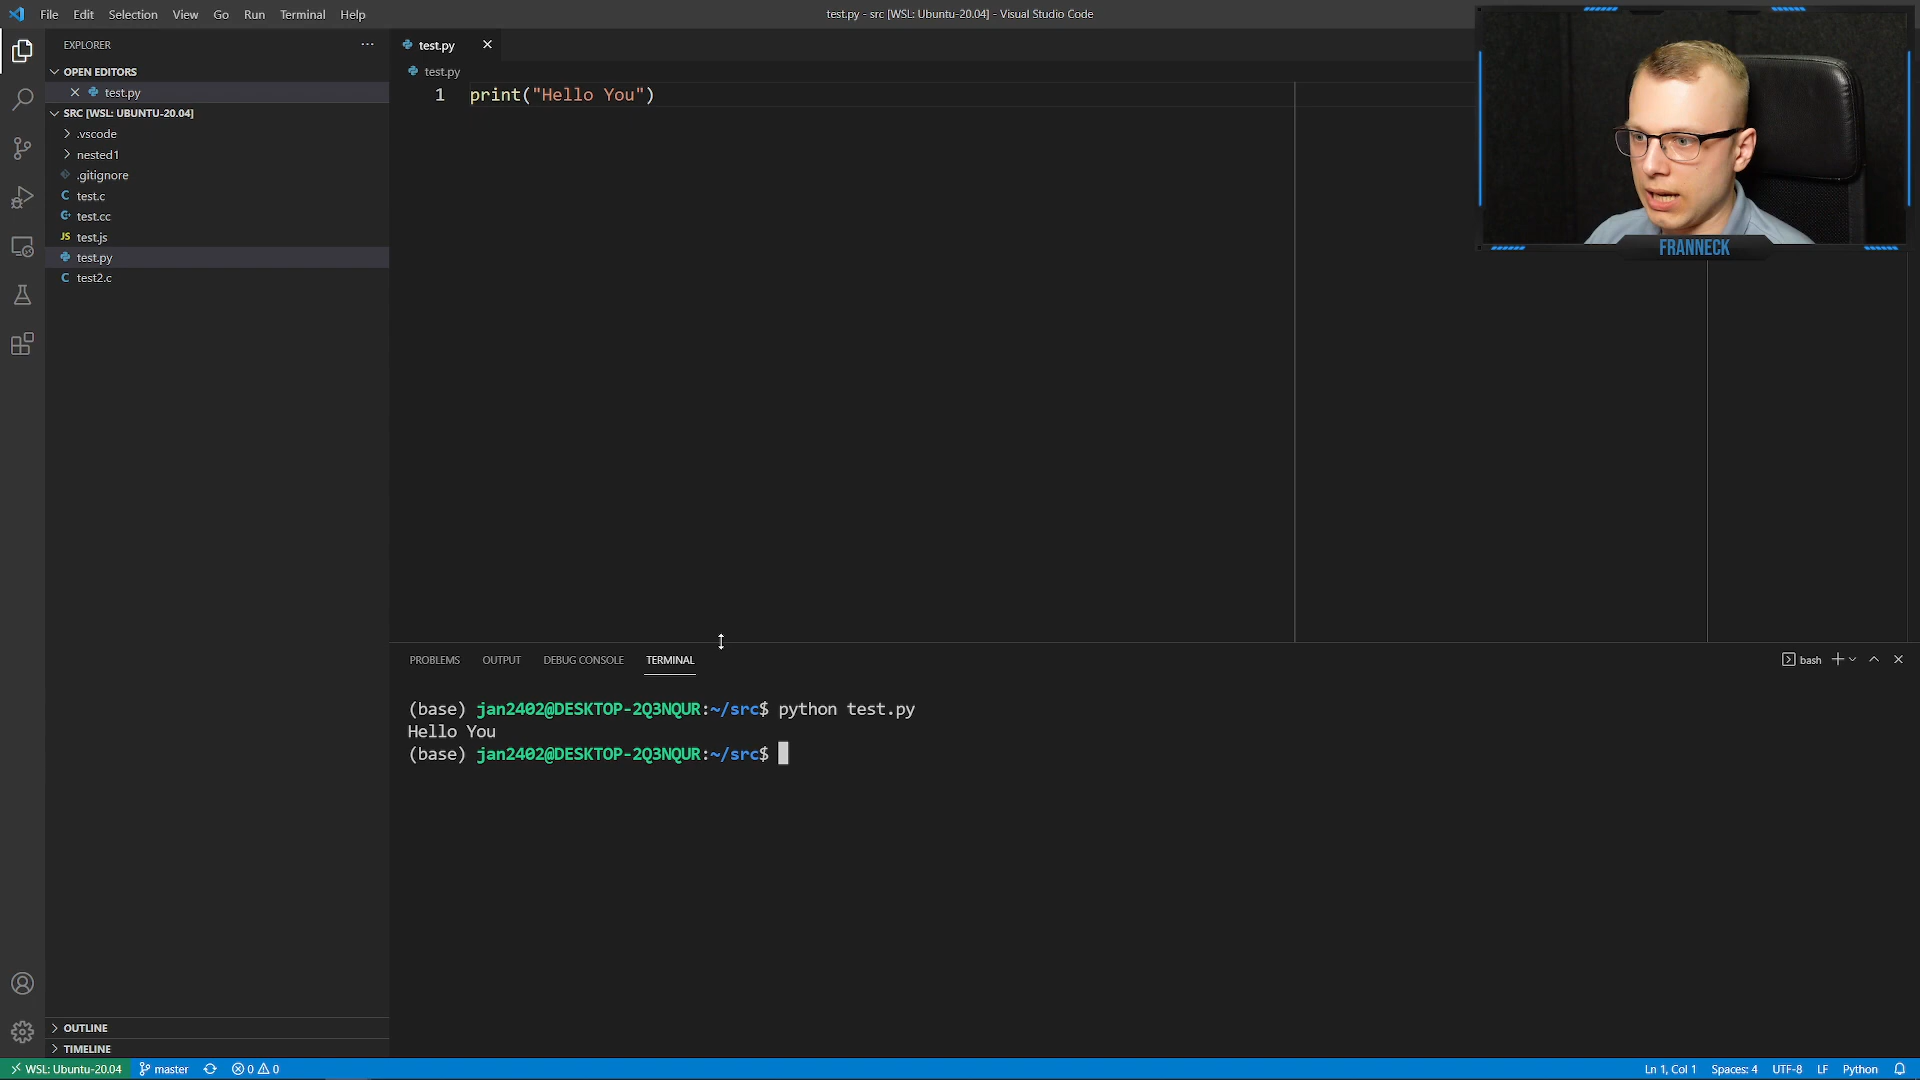 File Edit Selection View Go Run Terminal Help
test.py - src [WSL: Ubuntu-20.04] - Visual Studio Code
EXPLORER
OPEN EDITORS
test.py
SRC [WSL: UBUNTU-20.04]
.vscode
nested1
.gitignore
C test.c
test.cc
JS test.js
test.py
C test2.c
OUTLINE
TIMELINE
test.py
test.py
1 print("Hello You")
FRANNECK
PROBLEMS OUTPUT DEBUG CONSOLE TERMINAL
bash
(base) jan2402@DESKTOP-2Q3NQUR:~/src$ python test.py
Hello You
(base) jan2402@DESKTOP-2Q3NQUR:~/src$
WSL: Ubuntu-20.04 master 0 0
Ln 1, Col 1 Spaces: 4 UTF-8 LF Python